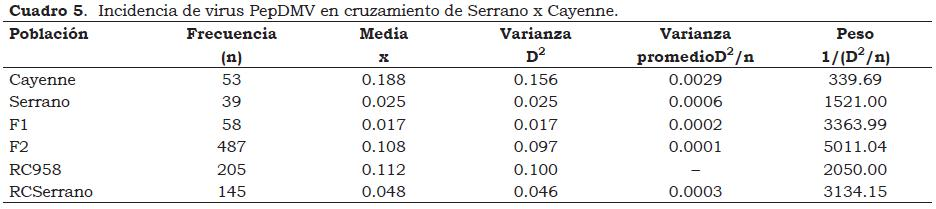 Cuadro 5. Incidencia de virus PepDMV en cruzamiento de Serrano x Cayenne.
Población Frecuencia Media Varianza Varianza Peso
(n) x D² promedioD²/n 1/(D²/n)
Cayenne 53 0.188 0.156 0.0029 339.69
Serrano 39 0.025 0.025 0.0006 1521.00
F1 58 0.017 0.017 0.0002 3363.99
F2 487 0.108 0.097 0.0001 5011.04
RC958 205 0.112 0.100 – 2050.00
RCSerrano 145 0.048 0.046 0.0003 3134.15